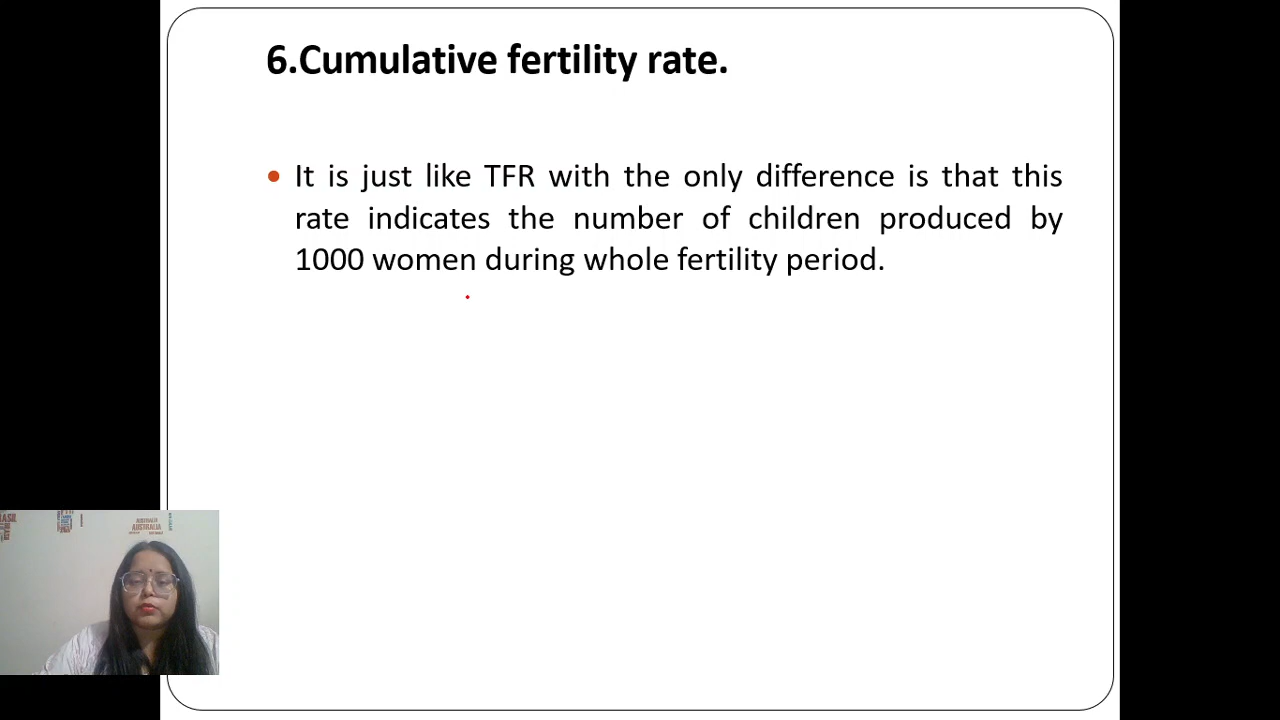 6.Cumulative fertility rate.
It is just like TFR with the only difference is that this
rate indicates the number of children produced by
1000 women during whole fertility period.